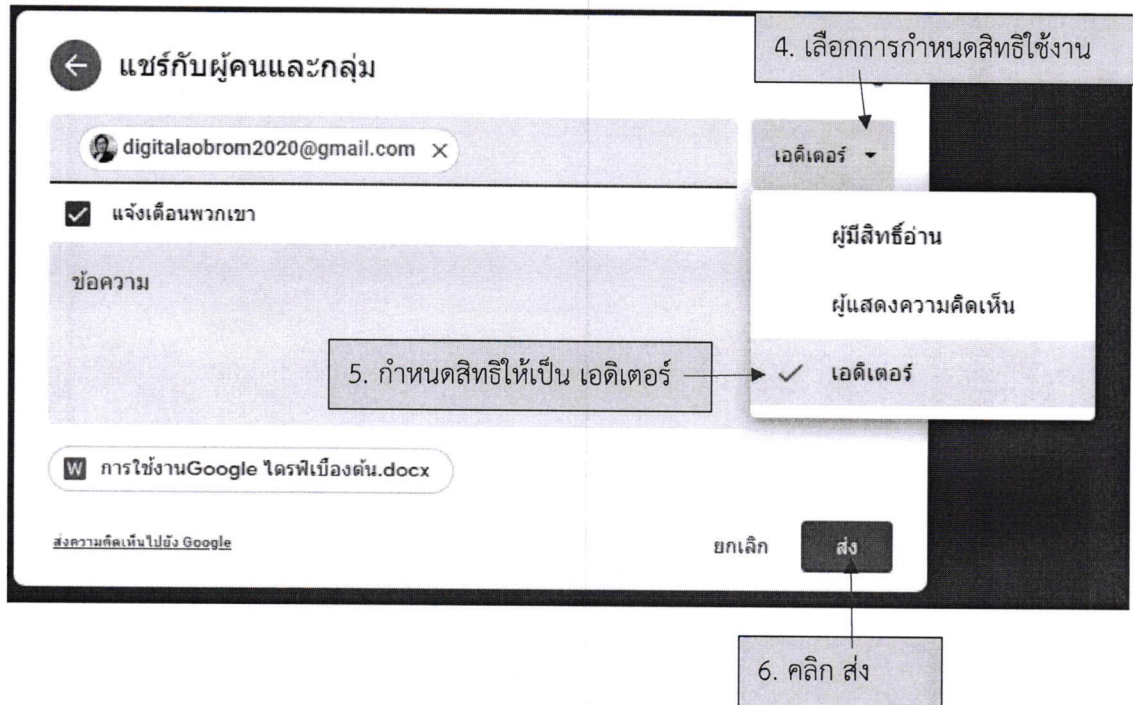 4. เลือกการกำหนดสิทธิใช้งาน
แชร์กับผู้คนและกลุ่ม
digitalaobrom2020@gmail.com ×
เอดิเตอร์
แจ้งเตือนพวกเขา
ผู้มีสิทธิ์อ่าน
ข้อความ
ผู้แสดงความคิดเห็น
5. กำหนดสิทธิให้เป็น เอดิเตอร์
เอดิเตอร์
W การใช้งานGoogle ไดรฟ์เบื้องต้น.docx
ส่งความคิดเห็นไปยัง Google
ยกเลิก
ส่ง
6. คลิก ส่ง